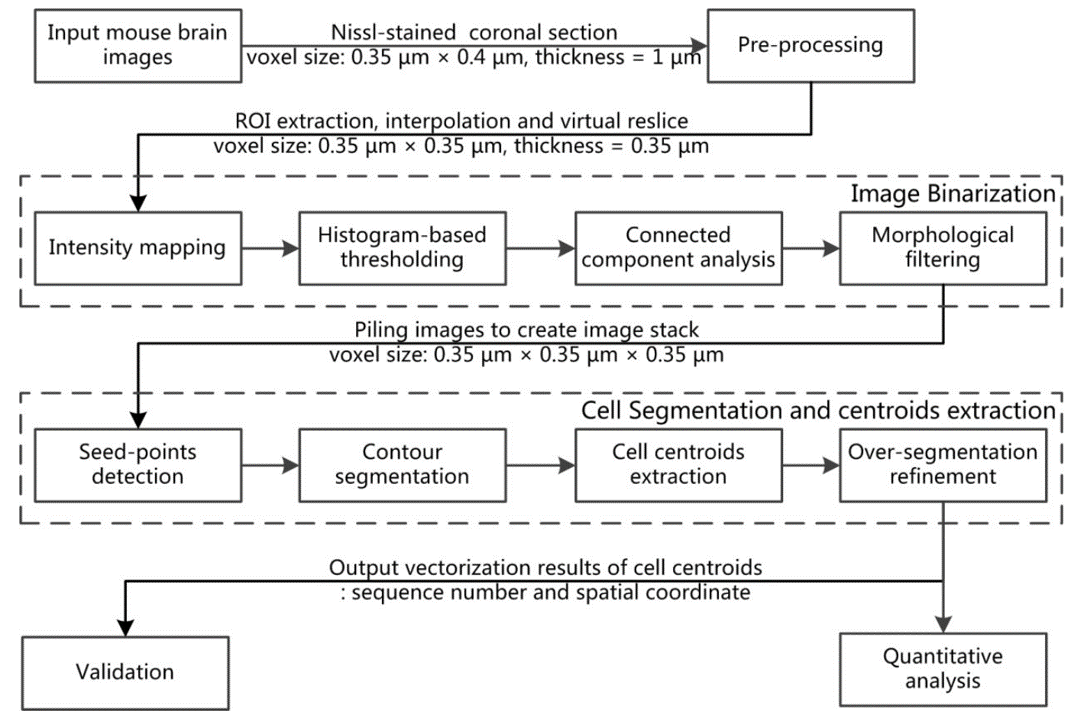 Input mouse brain
images
Nissl-stained coronal section
voxel size: 0.35 μm × 0.4 μm, thickness = 1 μm
Pre-processing
ROI extraction, interpolation and virtual reslice
voxel size: 0.35 μm × 0.35 μm, thickness = 0.35 μm
Image Binarization
Intensity mapping
Histogram-based
thresholding
Connected
component analysis
Morphological
filtering
Piling images to create image stack
voxel size: 0.35 μm × 0.35 μm × 0.35 μm
Cell Segmentation and centroids extraction
Seed-points
detection
Contour
segmentation
Cell centroids
extraction
Over-segmentation
refinement
Output vectorization results of cell centroids
: sequence number and spatial coordinate
Validation
Quantitative
analysis